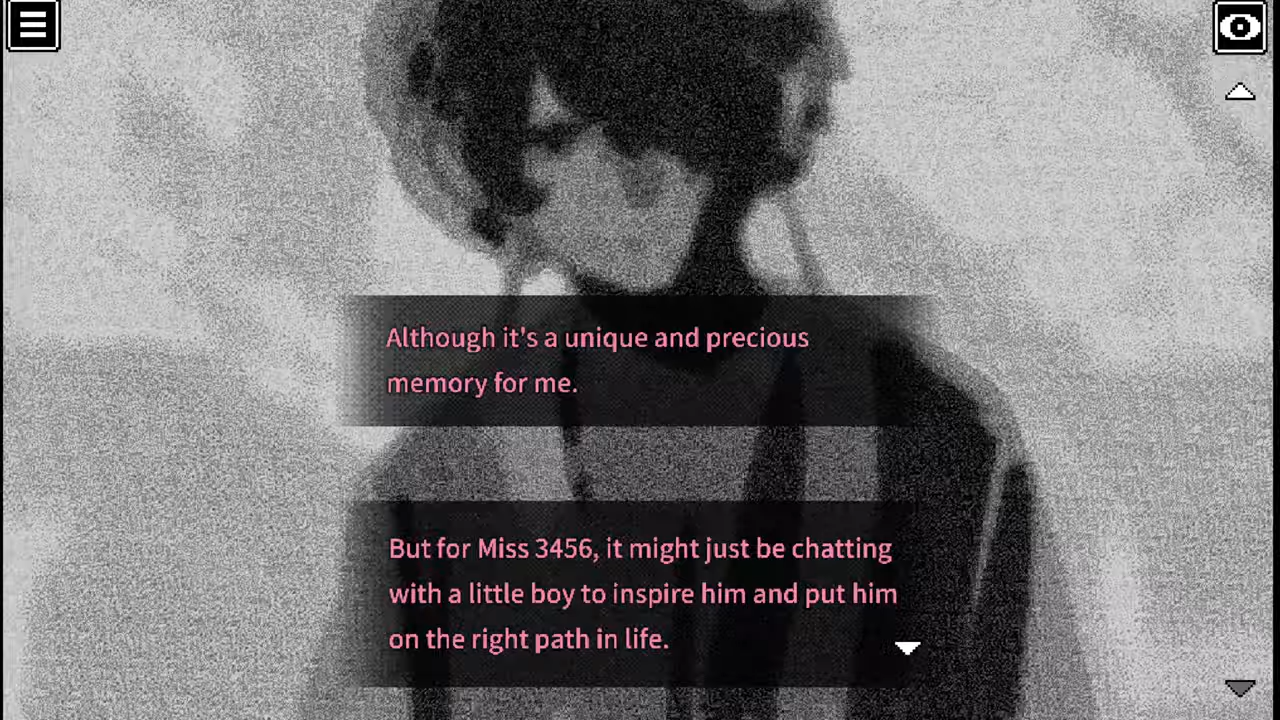 Although it's a unique and precious
memory for me.
But for Miss 3456, it might just be chatting
with a little boy to inspire him and put him
on the right path in life.